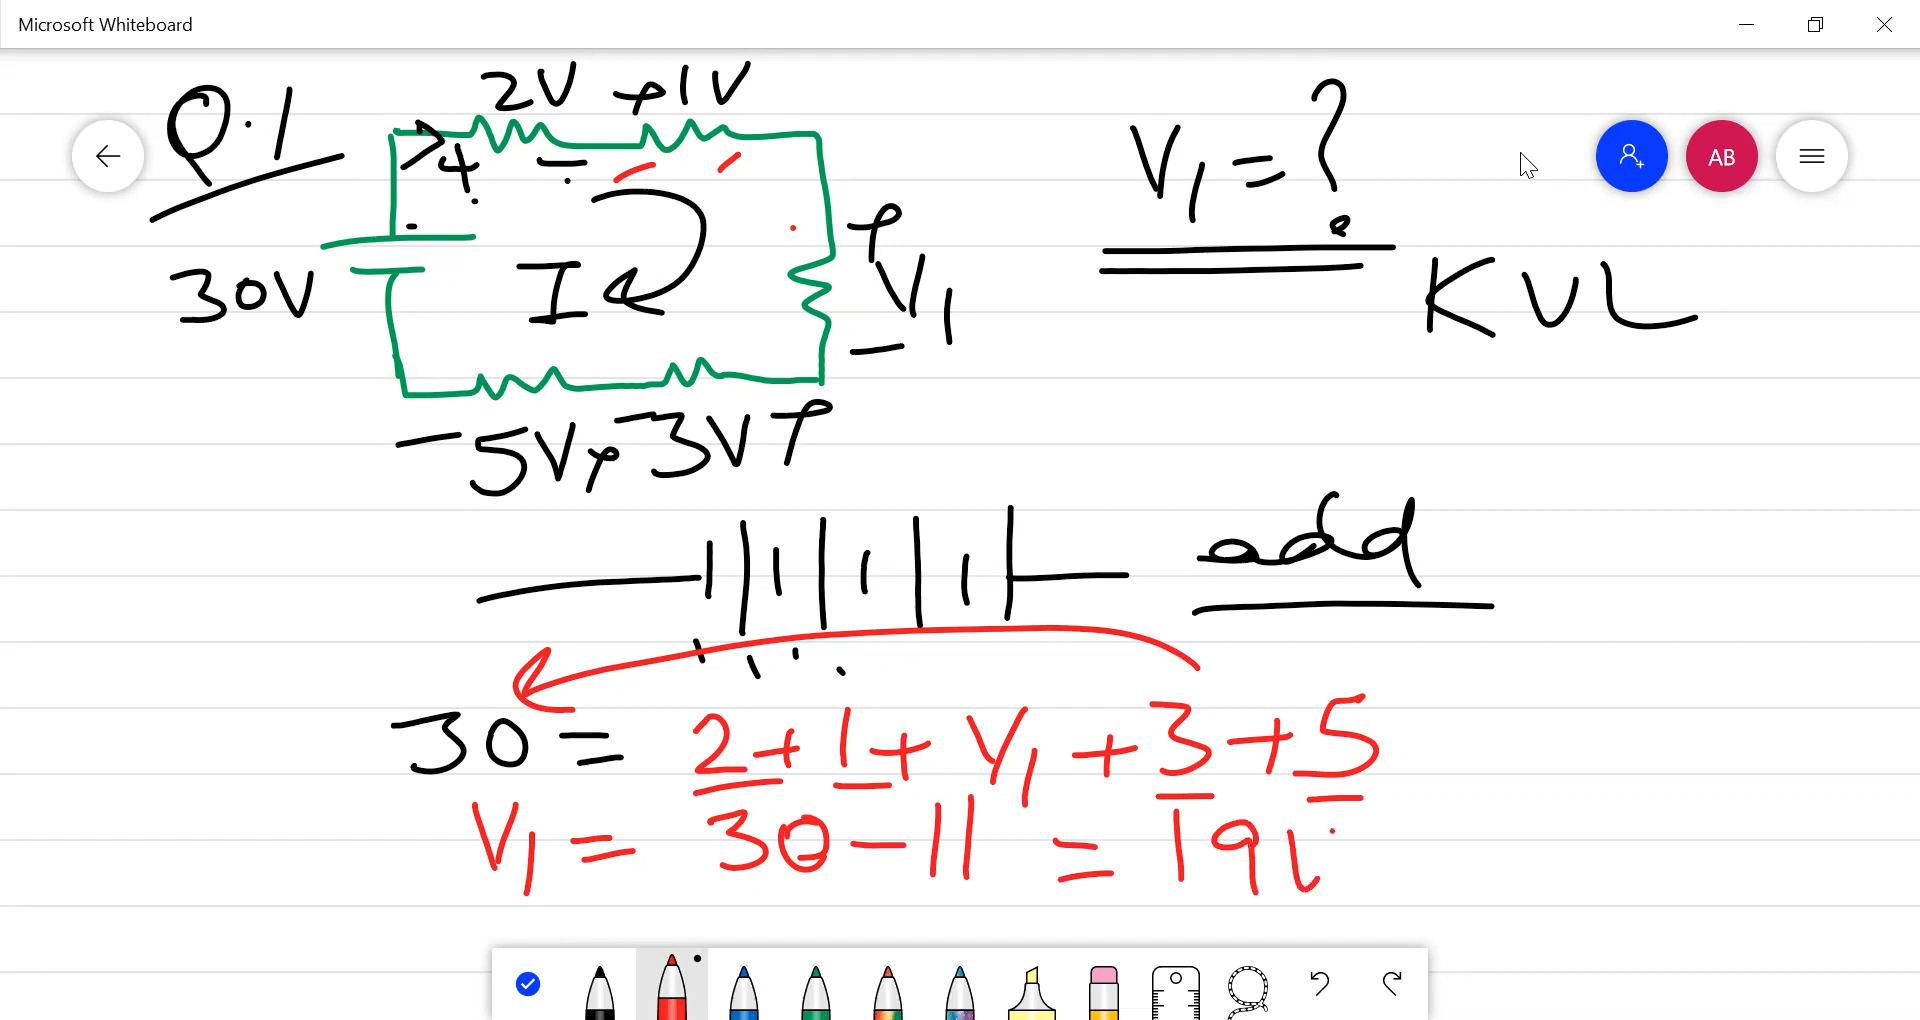 Microsoft Whiteboard
Q.1
2V + 1V
V1 = ?
AB
+ -
30V
I
+
V1
-
KVL
- 5V + - 3V +
add
30 = 2 + 1 + V1 + 3 + 5
V1 = 30 - 11 = 19V